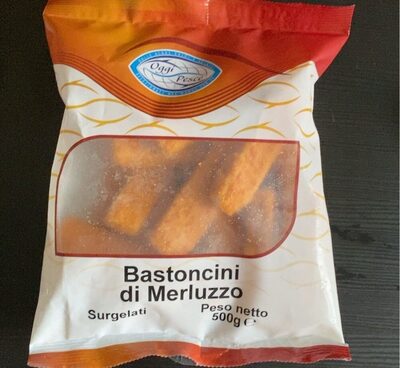 Oggi
Pesce
Bastoncini
di Merluzzo
Surgelati
Peso netto
500g e